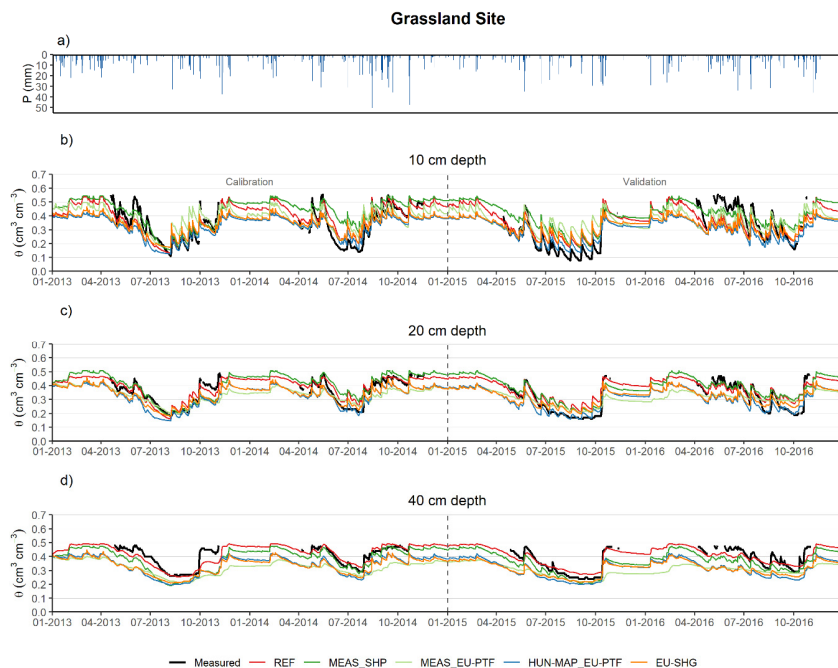 Grassland Site
a)
P (mm)
0
10
20
30
40
50
b)
10 cm depth
Calibration
Validation
θ (cm³ cm³)
0.7
0.6
0.5
0.4
0.3
0.2
0.1
0.0
01-2013 04-2013 07-2013 10-2013 01-2014 04-2014 07-2014 10-2014 01-2015 04-2015 07-2015 10-2015 01-2016 04-2016 07-2016 10-2016
c)
20 cm depth
θ (cm³ cm³)
0.7
0.6
0.5
0.4
0.3
0.2
0.1
0.0
01-2013 04-2013 07-2013 10-2013 01-2014 04-2014 07-2014 10-2014 01-2015 04-2015 07-2015 10-2015 01-2016 04-2016 07-2016 10-2016
d)
40 cm depth
θ (cm³ cm³)
0.7
0.6
0.5
0.4
0.3
0.2
0.1
0.0
01-2013 04-2013 07-2013 10-2013 01-2014 04-2014 07-2014 10-2014 01-2015 04-2015 07-2015 10-2015 01-2016 04-2016 07-2016 10-2016
Measured REF MEAS_SHP MEAS_EU-PTF HUN-MAP_EU-PTF EU-SHG